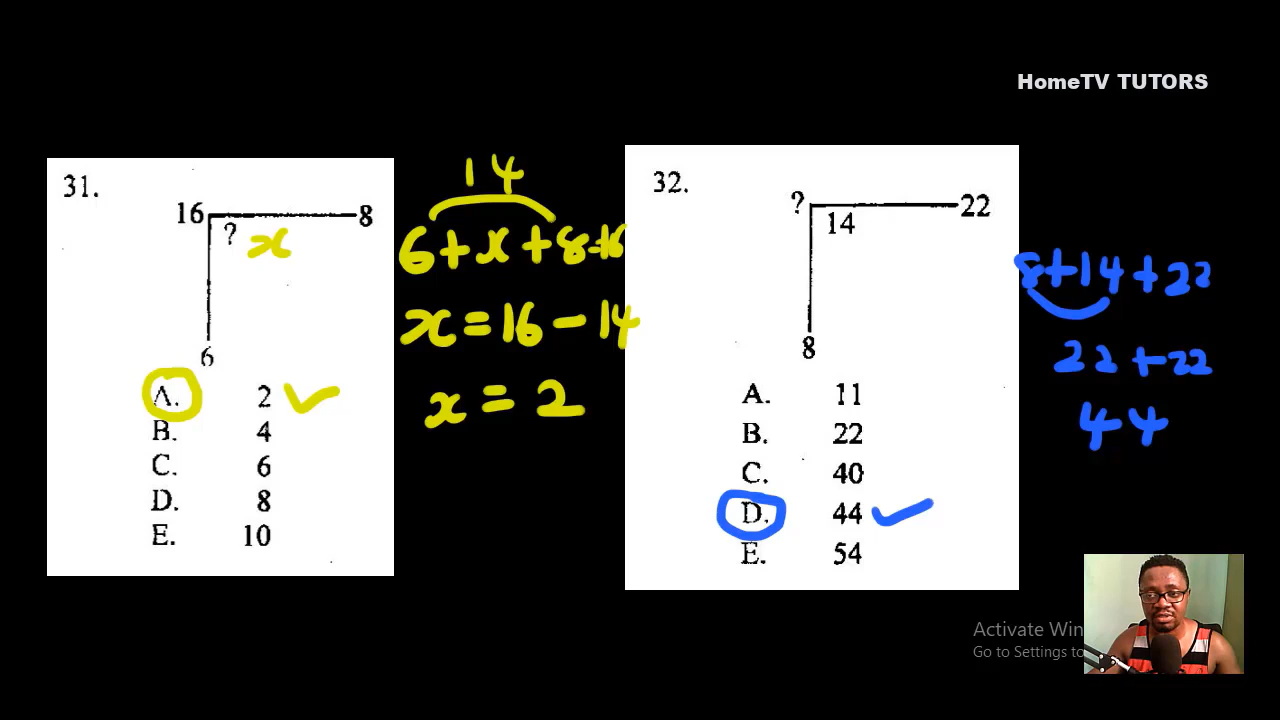 HomeTV TUTORS
31.
16
8
?
x
6
A. 2
B. 4
C. 6
D. 8
E. 10
14
6+x+8=16
x=16-14
x=2
32.
?
22
14
8
A. 11
B. 22
C. 40
D. 44
E. 54
8+14+22
22+22
44
Activate Win
Go to Settings to